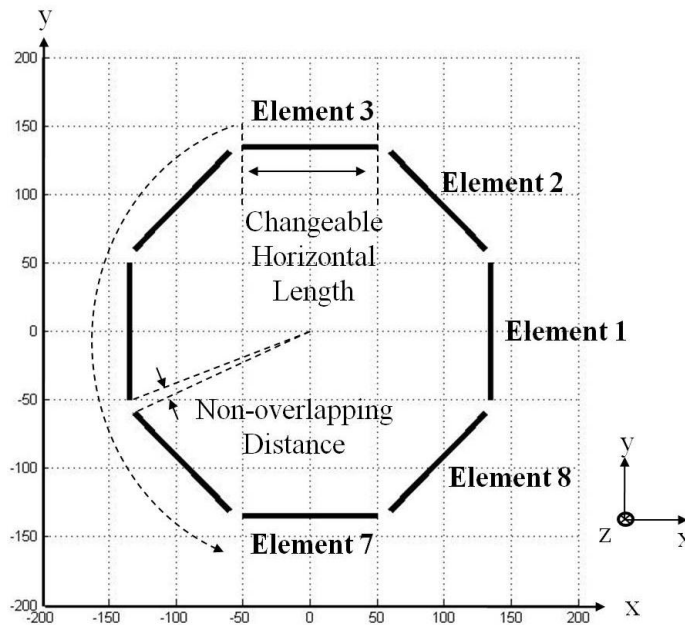 y
200
150
100
50
0
-50
-100
-150
-200
Element 3
Element 2
Changeable
Horizontal
Length
Element 1
Non-overlapping
Distance
Element 8
Element 7
y
z
x
-200
-150
-100
-50
0
50
100
150
200
x